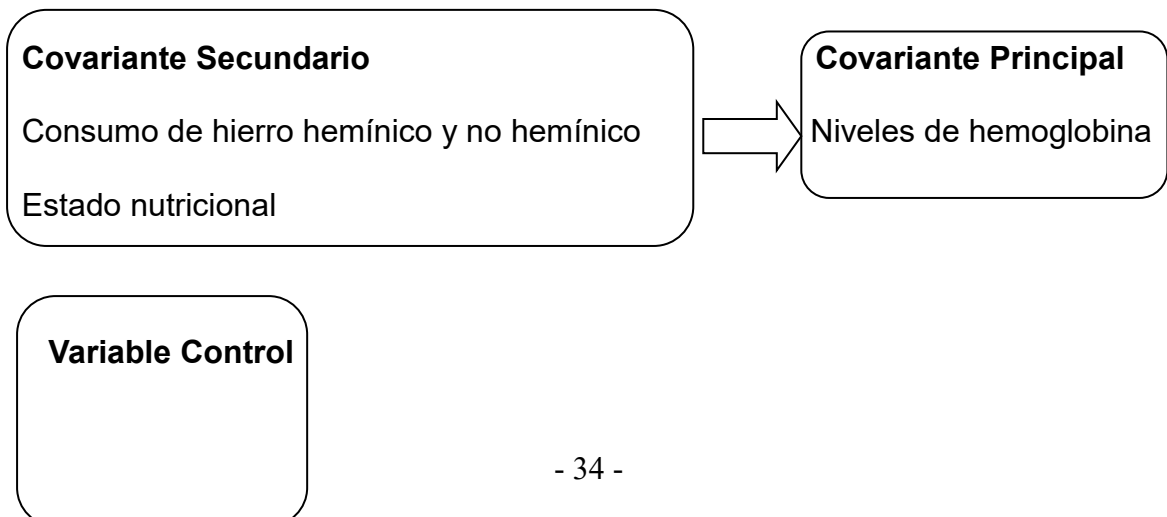 Covariante Secundario
Consumo de hierro hemínico y no hemínico
Estado nutricional
Covariante Principal
Niveles de hemoglobina
Variable Control
- 34 -